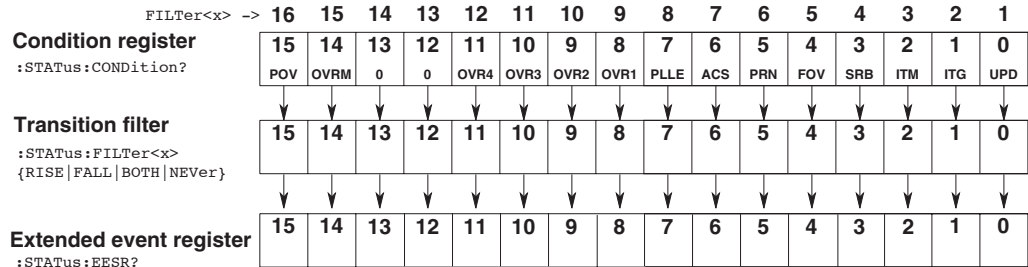 FILTer<x> -> 16 15 14 13 12 11 10 9 8 7 6 5 4 3 2 1
Condition register 15 14 13 12 11 10 9 8 7 6 5 4 3 2 1 0
:STATus:CONDition? POV OVRM 0 0 OVR4 OVR3 OVR2 OVR1 PLLE ACS PRN FOV SRB ITM ITG UPD
Transition filter 15 14 13 12 11 10 9 8 7 6 5 4 3 2 1 0
:STATus:FILTer<x>
{RISE|FALL|BOTH|NEVer}
Extended event register 15 14 13 12 11 10 9 8 7 6 5 4 3 2 1 0
:STATus:EESR?